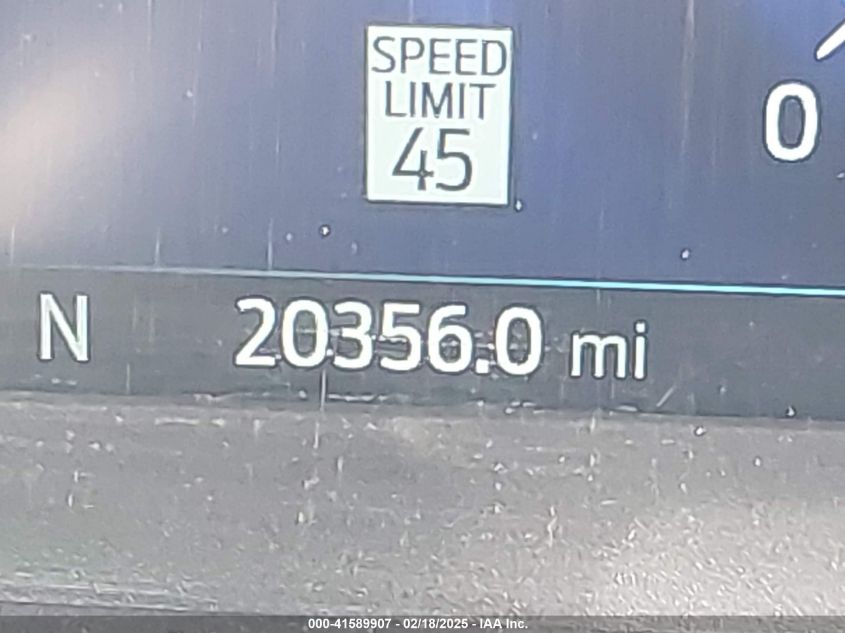 SPEED
LIMIT
45
0
N 20356.0 mi
000-41589907 - 02/18/2025 - IAA Inc.